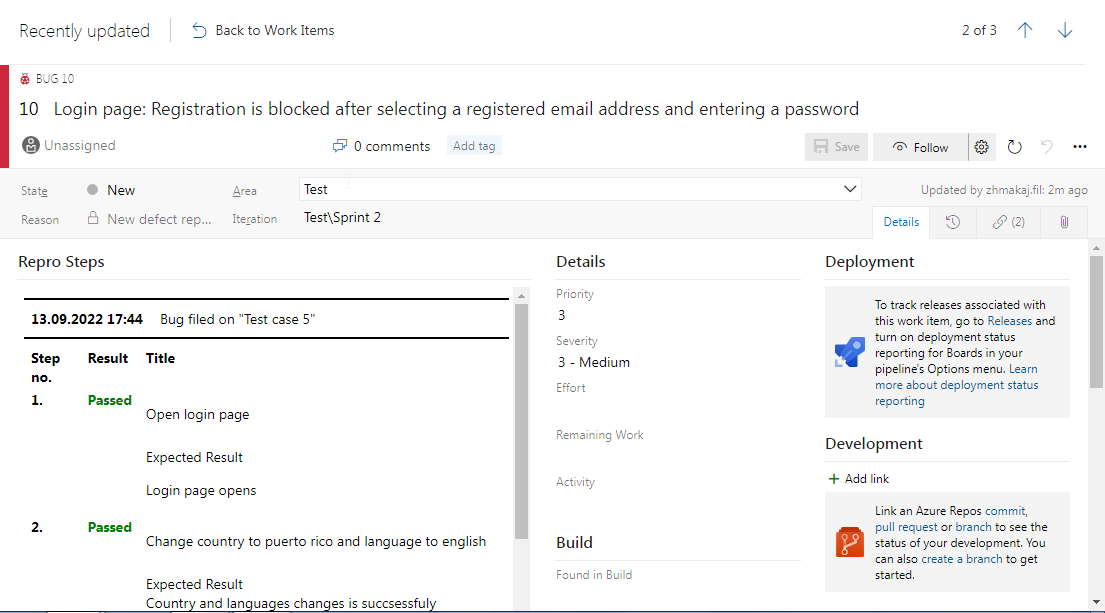 Recently updated
Back to Work Items
2 of 3
BUG 10
10 Login page: Registration is blocked after selecting a registered email address and entering a password
Unassigned
0 comments
Add tag
Save
Follow
State
New
Area
Test
Updated by zhmakaj.fil: 2m ago
Reason
New defect rep...
Iteration
Test\Sprint 2
Details
(2)
Repro Steps
13.09.2022 17:44 Bug filed on "Test case 5"
Step no. Result Title
1. Passed
Open login page
Expected Result
Login page opens
2. Passed
Change country to puerto rico and language to english
Expected Result
Country and languages changes is succsessfuly
Details
Priority
3
Severity
3 - Medium
Effort
Remaining Work
Activity
Build
Found in Build
Deployment
To track releases associated with
this work item, go to Releases and
turn on deployment status
reporting for Boards in your
pipeline's Options menu. Learn
more about deployment status
reporting
Development
+ Add link
Link an Azure Repos commit,
pull request or branch to see the
status of your development. You
can also create a branch to get
started.